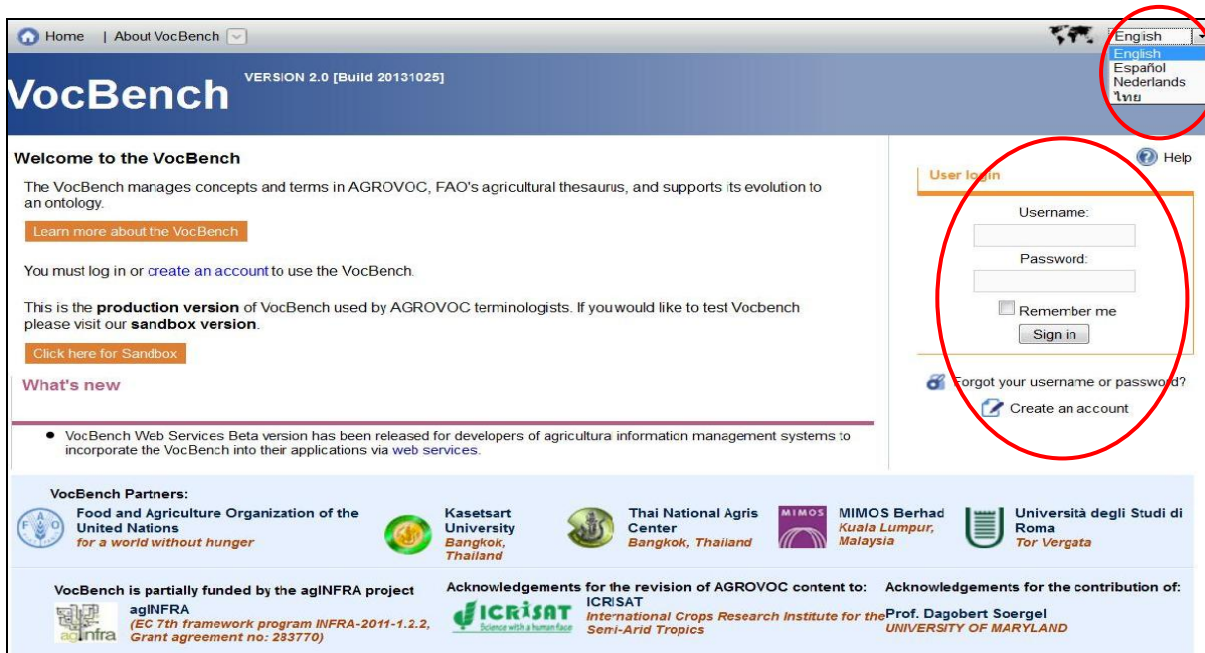 Home | About VocBench
English
English
Español
Nederlands
ไทย
VocBench
VERSION 2.0 [Build 20131025]
Welcome to the VocBench
Help
The VocBench manages concepts and terms in AGROVOC, FAO's agricultural thesaurus, and supports its evolution to
an ontology.
Learn more about the VocBench
You must log in or create an account to use the VocBench.
This is the production version of VocBench used by AGROVOC terminologists. If you would like to test Vocbench
please visit our sandbox version.
Click here for Sandbox
User login
Username:
Password:
Remember me
Sign in
Forgot your username or password?
Create an account
What's new
VocBench Web Services Beta version has been released for developers of agricultural information management systems to
incorporate the VocBench into their applications via web services.
VocBench Partners:
FAO
Food and Agriculture Organization of the
United Nations
for a world without hunger
Kasetsart
University
Bangkok,
Thailand
Thai National Agris
Center
Bangkok, Thailand
MIMOS
MIMOS Berhad
Kuala Lumpur,
Malaysia
Università degli Studi di
Roma
Tor Vergata
VocBench is partially funded by the agINFRA project
aginfra
agINFRA
(EC 7th framework program INFRA-2011-1.2.2,
Grant agreement no: 283770)
Acknowledgements for the revision of AGROVOC content to:
ICRISAT
Science with a human face
ICRISAT
International Crops Research Institute for the
Semi-Arid Tropics
Acknowledgements for the contribution of:
Prof. Dagobert Soergel
UNIVERSITY OF MARYLAND